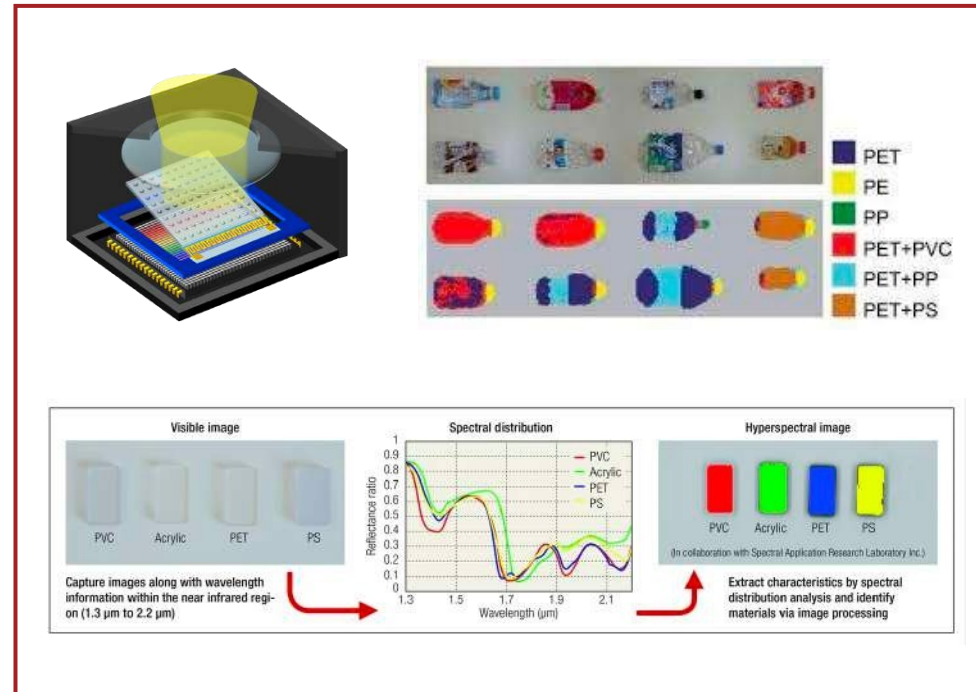 PET
PE
PP
PET+PVC
PET+PP
PET+PS
Visible image
PVC
Acrylic
PET
PS
Capture images along with wavelength
information within the near infrared regi-
on (1.3 µm to 2.2 µm)
Spectral distribution
Reflectance ratio
1
0.9
0.8
0.7
0.6
0.5
0.4
0.3
0.2
0.1
0
PVC
Acrylic
PET
PS
1.3
1.5
1.7
1.9
2.1
Wavelength (µm)
Hyperspectral image
PVC
Acrylic
PET
PS
(In collaboration with Spectral Application Research Laboratory Inc.)
Extract characteristics by spectral
distribution analysis and identify
materials via image processing